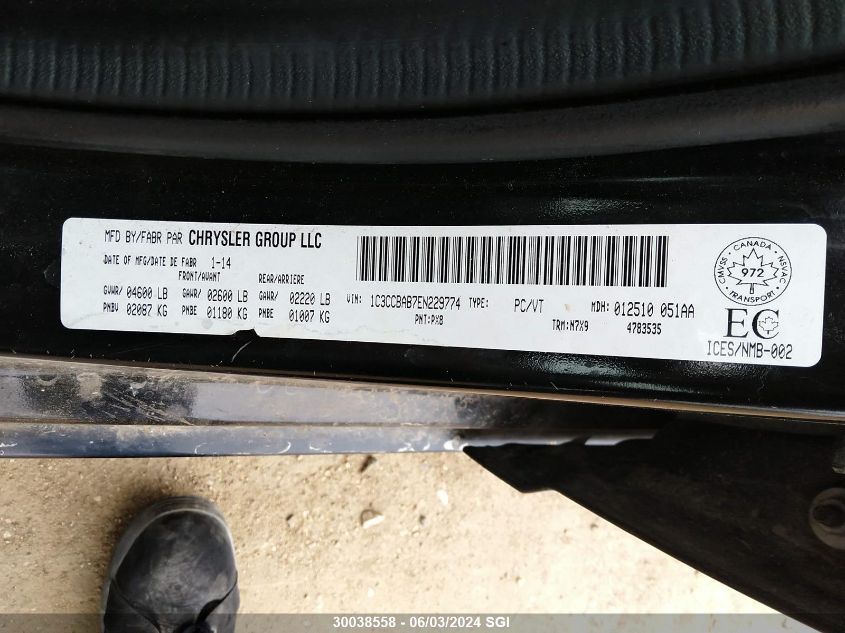 MFD BY/FABR PAR CHRYSLER GROUP LLC
DATE OF MFG/DATE DE FABR 1-14
FRONT/AVANT REAR/ARRIERE
GVWR/ 04600 LB GAWR/ 02600 LB GAWR/ 02220 LB
PNBV 02087 KG PNBE 01180 KG PNBE 01007 KG
VIN: 1C3CCBAB7EN229774 TYPE: PC/VT MDH: 012510 051AA
PNT:PX8 TRM:N7X9 4783535
CANADA
CMVSS 972 NSVAC
TRANSPORT
EC
ICES/NMB-002
30038558 - 06/03/2024 SGI